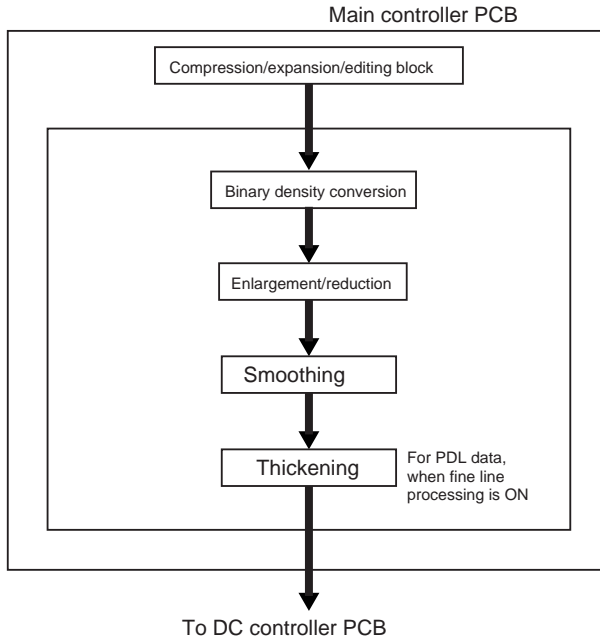 Main controller PCB
Compression/expansion/editing block
Binary density conversion
Enlargement/reduction
Smoothing
Thickening
For PDL data,
when fine line
processing is ON
To DC controller PCB